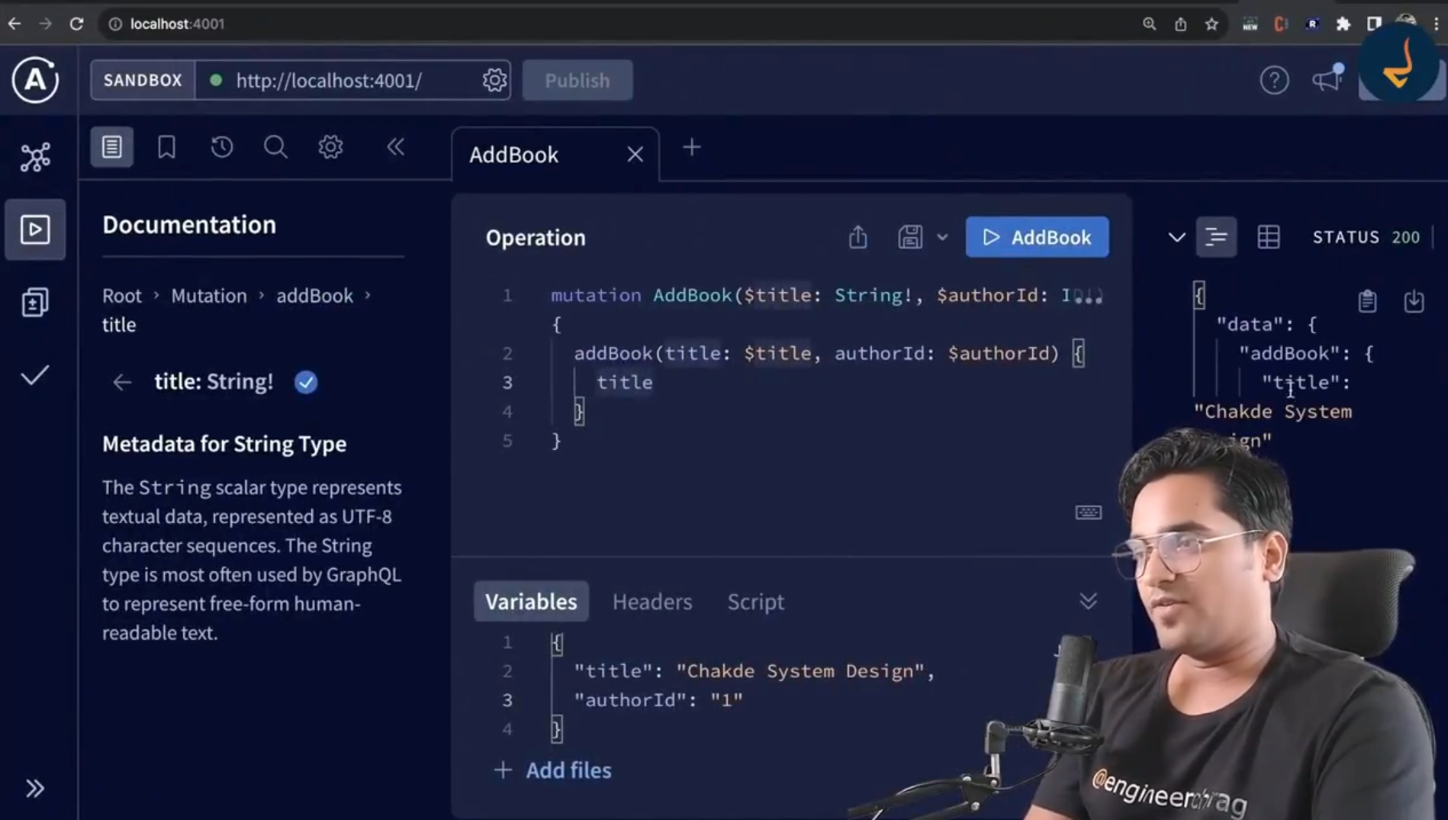 localhost:4001
SANDBOX
http://localhost:4001/
Publish
AddBook
Documentation
Root > Mutation > addBook >
title
title: String!
Metadata for String Type
The String scalar type represents
textual data, represented as UTF-8
character sequences. The String
type is most often used by GraphQL
to represent free-form human-
readable text.
Operation
AddBook
1 mutation AddBook($title: String!, $authorId:
{
2 addBook(title: $title, authorId: $authorId) {
3 title
4 }
5 }
Variables
Headers
Script
1 {
2 "title": "Chakde System Design",
3 "authorId": "1"
4 }
+ Add files
STATUS 200
{
"data": {
"addBook": {
"title":
"Chakde System
NEW
A
R